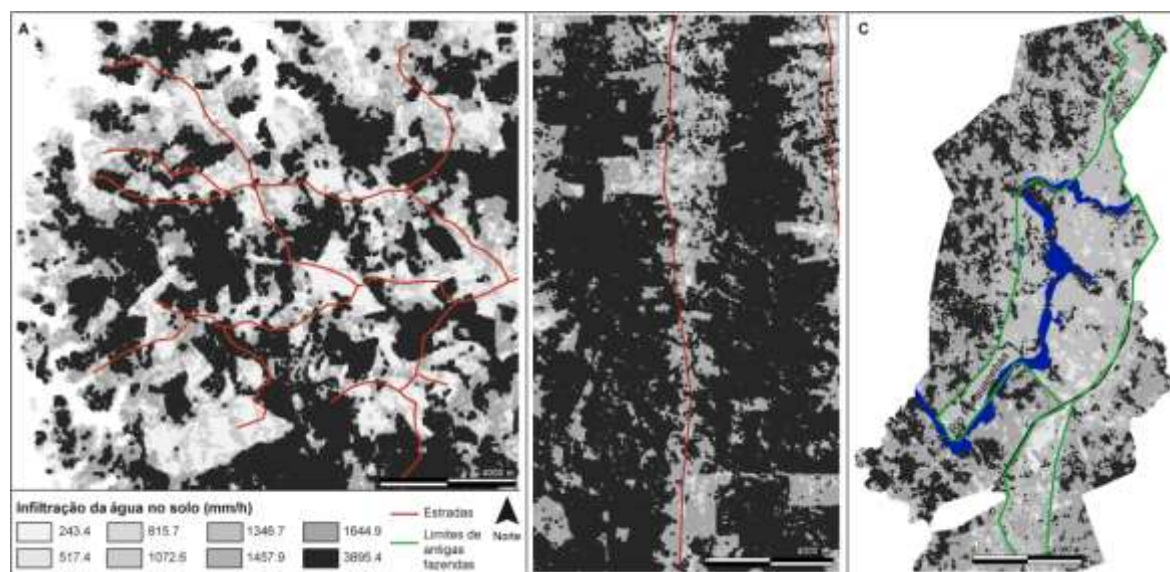 A
C
Infiltração da água no solo (mm/h)
243.4 815.7 1346.7 1644.9
517.4 1072.6 1457.9 3895.4
Estradas
Limites de
antigas
fazendas
Norte